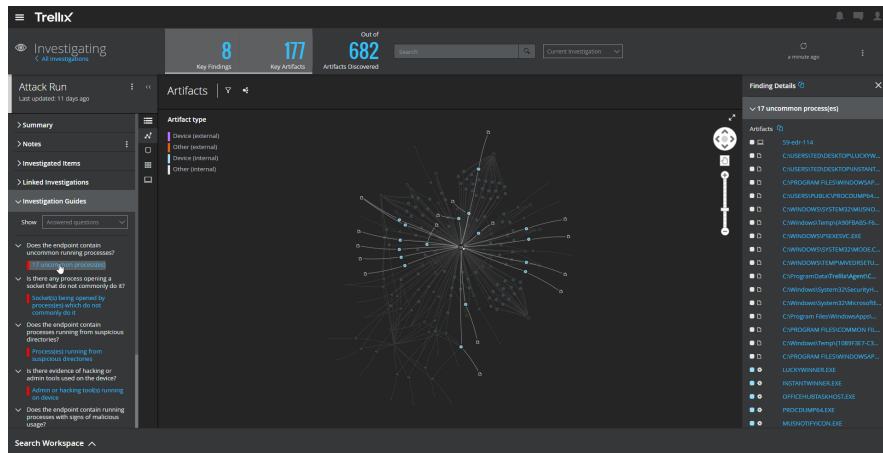 Trellix
Investigating
All investigations
8
Key Findings
177
Key Artifacts
Out of
682
Artifacts Discovered
Search
Current Investigation
a minute ago
Attack Run
Last updated: 11 days ago
Summary
Notes
Investigated Items
Linked Investigations
Investigation Guides
Show
Answered questions
Does the endpoint contain
uncommon running processes?
17 uncommon process(es)
Is there any process opening a
socket that do not commonly do it?
Socket(s) being opened by
process(es) which do not
commonly do it
Does the endpoint contain
processes running from suspicious
directories?
Process(es) running from
suspicious directories
Is there evidence of hacking or
admin tools used on the device?
Admin or hacking tool(s) running
on device
Does the endpoint contain running
processes with signs of malicious
usage?
Artifacts
Artifact type
Device (external)
Other (external)
Device (internal)
Other (internal)
Finding Details
17 uncommon process(es)
Artifacts
59-edr-114
C:\USERS\TED\DESKTOP\LUCKYW...
C:\USERS\TED\DESKTOP\INSTANT...
C:\PROGRAM FILES\WINDOWSAP...
C:\USERS\PUBLIC\PROCDUMP64....
C:\WINDOWS\SYSTEM32\MUSNO...
C:\Windows\Temp\{A90FBAB5-F6...
C:\WINDOWS\PSEXESVC.EXE
C:\WINDOWS\SYSTEM32\MODE.C...
C:\WINDOWS\TEMP\MVEDRSETU...
C:\ProgramData\Trellix\Agent\C...
C:\Windows\System32\SecurityH...
C:\Windows\System32\MicrosoftE...
C:\Program Files\WindowsApps\...
C:\PROGRAM FILES\COMMON FIL...
C:\Windows\Temp\{10B9F3E7-C3...
C:\PROGRAM FILES\WINDOWSAP...
LUCKYWINNER.EXE
INSTANTWINNER.EXE
OFFICEHUBTASKHOST.EXE
PROCDUMP64.EXE
MUSNOTIFYICON.EXE
Search Workspace